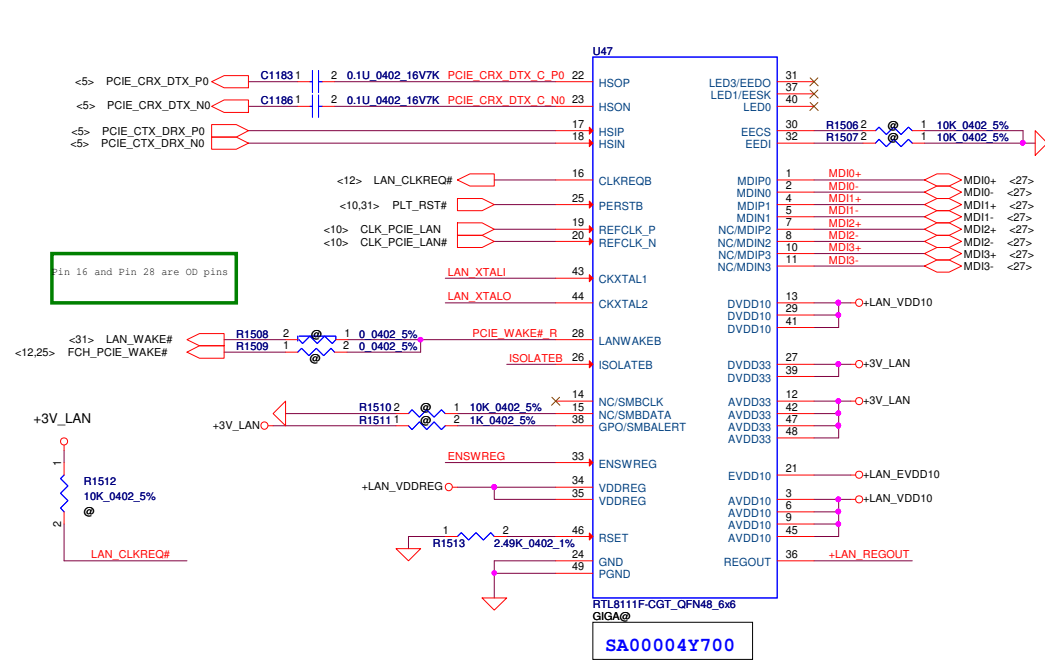 U47
<5> PCIE_CRX_DTX_P0 C1183 1 2 0.1U_0402_16V7K PCIE_CRX_DTX_C_P0 22 HSOP
<5> PCIE_CRX_DTX_N0 C1186 1 2 0.1U_0402_16V7K PCIE_CRX_DTX_C_N0 23 HSON
<5> PCIE_CTX_DRX_P0 17 HSIP
<5> PCIE_CTX_DRX_N0 18 HSIN
<12> LAN_CLKREQ# 16 CLKREQB
<10,31> PLT_RST# 25 PERSTB
<10> CLK_PCIE_LAN 19 REFCLK_P
<10> CLK_PCIE_LAN# 20 REFCLK_N
Pin 16 and Pin 28 are OD pins
LAN_XTALI 43 CKXTAL1
LAN_XTALO 44 CKXTAL2
<31> LAN_WAKE# R1508 2 @ 1 0_0402_5% PCIE_WAKE#_R 28 LANWAKEB
<12,25> FCH_PCIE_WAKE# R1509 1 @ 2 0_0402_5%
ISOLATEB 26 ISOLATEB
14 NC/SMBCLK
R1510 2 @ 1 10K_0402_5% 15 NC/SMBDATA
+3V_LAN R1511 1 @ 2 1K_0402_5% 38 GPO/SMBALERT
ENSWREG 33 ENSWREG
+LAN_VDDREG 34 VDDREG
35 VDDREG
1 2 46 RSET
R1513 2.49K_0402_1%
24 GND
49 PGND
+3V_LAN
1
R1512
10K_0402_5%
@
2
LAN_CLKREQ#
LED3/EEDO 31
LED1/EESK 37
LED0 40
EECS 30 R1506 2 @ 1 10K_0402_5%
EEDI 32 R1507 2 @ 1 10K_0402_5%
MDIP0 1 MDI0+ MDI0+ <27>
MDIN0 2 MDI0- MDI0- <27>
MDIP1 4 MDI1+ MDI1+ <27>
MDIN1 5 MDI1- MDI1- <27>
NC/MDIP2 7 MDI2+ MDI2+ <27>
NC/MDIN2 8 MDI2- MDI2- <27>
NC/MDIP3 10 MDI3+ MDI3+ <27>
NC/MDIN3 11 MDI3- MDI3- <27>
DVDD10 13 +LAN_VDD10
DVDD10 29
DVDD10 41
DVDD33 27 +3V_LAN
DVDD33 39
AVDD33 12 +3V_LAN
AVDD33 42
AVDD33 47
AVDD33 48
EVDD10 21 +LAN_EVDD10
AVDD10 3 +LAN_VDD10
AVDD10 6
AVDD10 9
AVDD10 45
REGOUT 36 +LAN_REGOUT
RTL8111F-CGT_QFN48_6x6
GIGA@
SA00004Y700